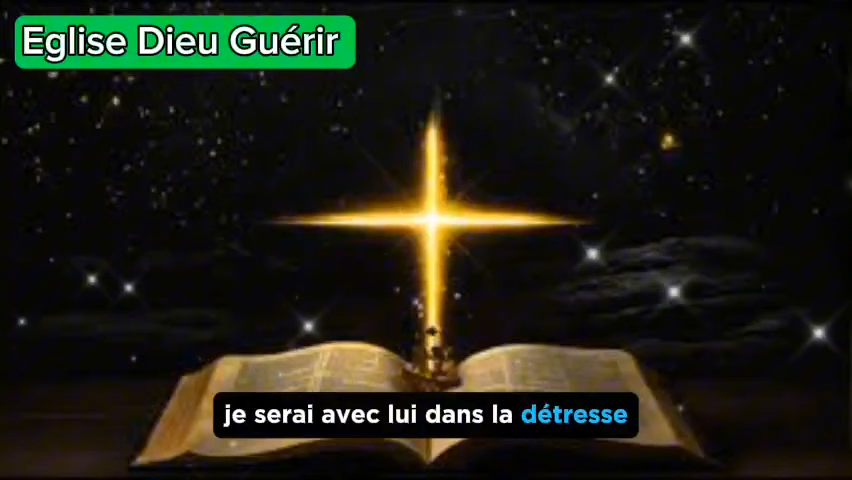 Eglise Dieu Guérir
je serai avec lui dans la détresse